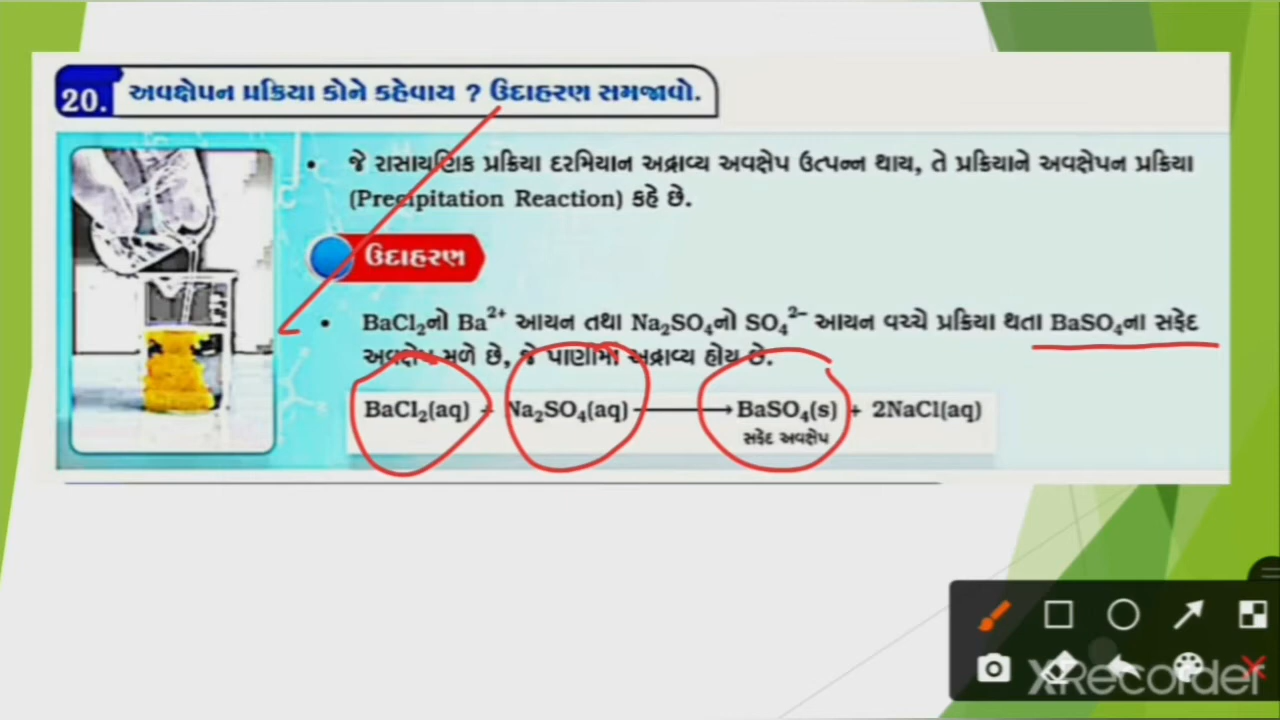 20. અવક્ષેપન પ્રક્રિયા કોને કહેવાય ? ઉદાહરણ સમજાવો.
• જે રાસાયણિક પ્રક્રિયા દરમિયાન અદ્રાવ્ય અવક્ષેપ ઉત્પન્ન થાય, તે પ્રક્રિયાને અવક્ષેપન પ્રક્રિયા
(Precipitation Reaction) કહે છે.
ઉદાહરણ
• BaCl₂નો Ba²⁺ આયન તથા Na₂SO₄નો SO₄²⁻ આયન વચ્ચે પ્રક્રિયા થતા BaSO₄ના સફેદ
અવક્ષેપ મળે છે, જે પાણીમાં અદ્રાવ્ય હોય છે.
BaCl₂(aq) + Na₂SO₄(aq) ⟶ BaSO₄(s) + 2NaCl(aq)
સફેદ અવક્ષેપ
XRecorder